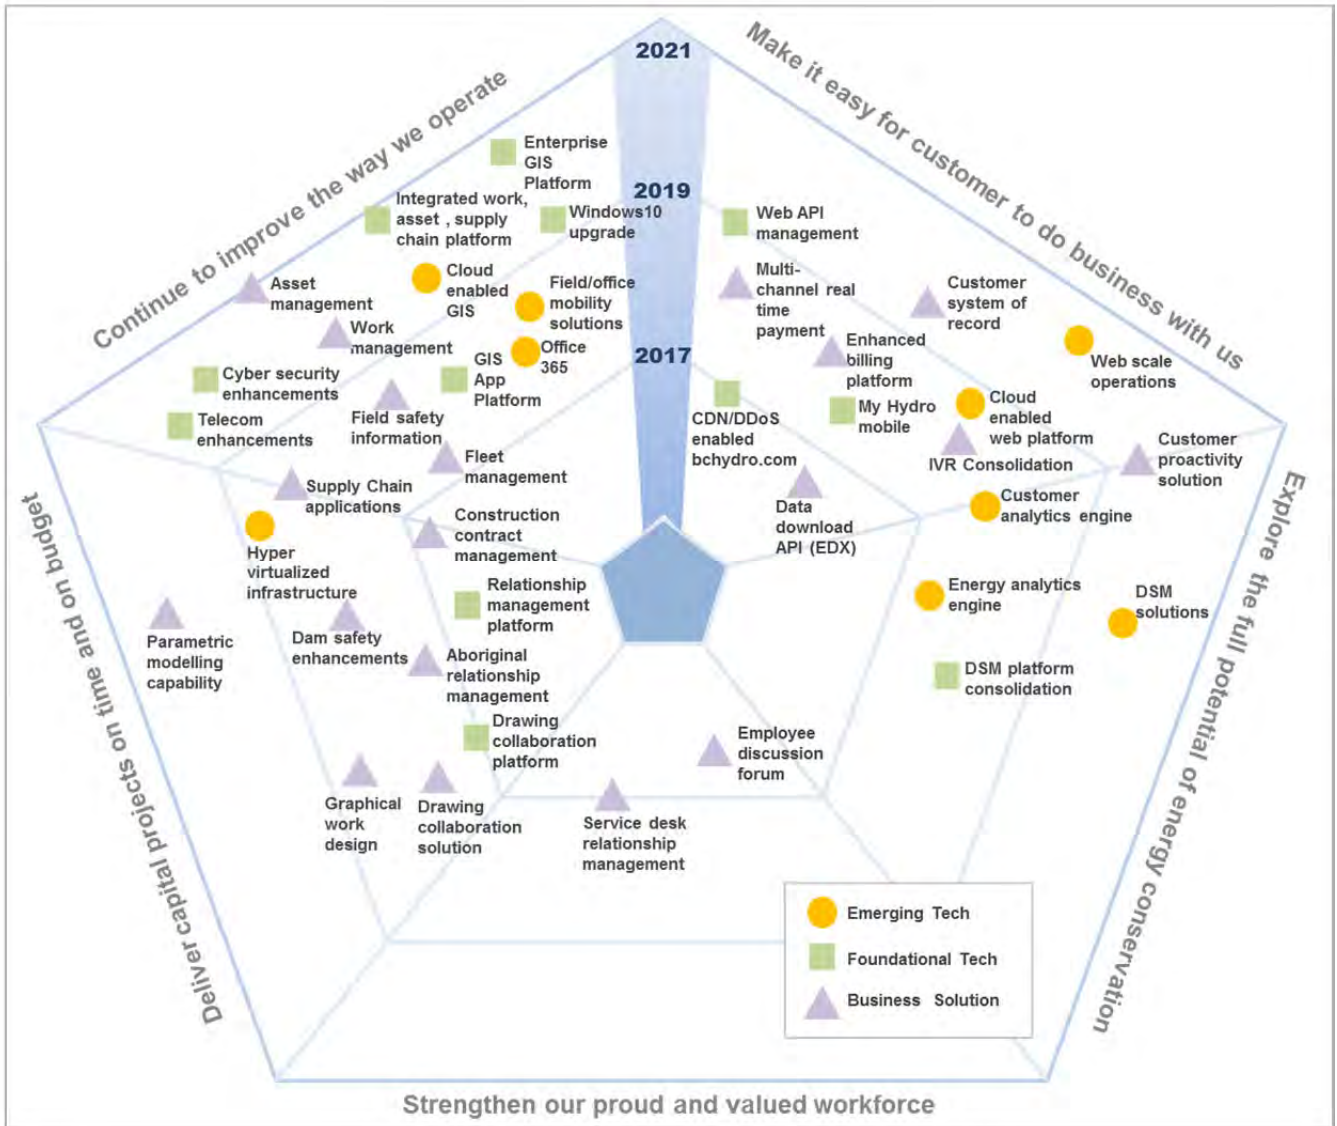 2021
2019
2017
Continue to improve the way we operate
Make it easy for customer to do business with us
Explore the full potential of energy conservation
Strengthen our proud and valued workforce
Deliver capital projects on time and on budget
Enterprise
GIS
Platform
Integrated work,
asset , supply
chain platform
Windows10
upgrade
Asset
management
Cloud
enabled
GIS
Field/office
mobility
solutions
Work
management
Office
365
GIS
App
Platform
Cyber security
enhancements
Telecom
enhancements
Field safety
information
Fleet
management
Supply Chain
applications
Web API
management
Multi-
channel real
time
payment
Customer
system of
record
Enhanced
billing
platform
Web scale
operations
My Hydro
mobile
Cloud
enabled
web platform
CDN/DDoS
enabled
bchydro.com
IVR Consolidation
Customer
proactivity
solution
Data
download
API (EDX)
Customer
analytics engine
Energy analytics
engine
DSM
solutions
DSM platform
consolidation
Construction
contract
management
Hyper
virtualized
infrastructure
Relationship
management
platform
Parametric
modelling
capability
Dam safety
enhancements
Aboriginal
relationship
management
Drawing
collaboration
platform
Graphical
work
design
Drawing
collaboration
solution
Employee
discussion
forum
Service desk
relationship
management
Emerging Tech
Foundational Tech
Business Solution